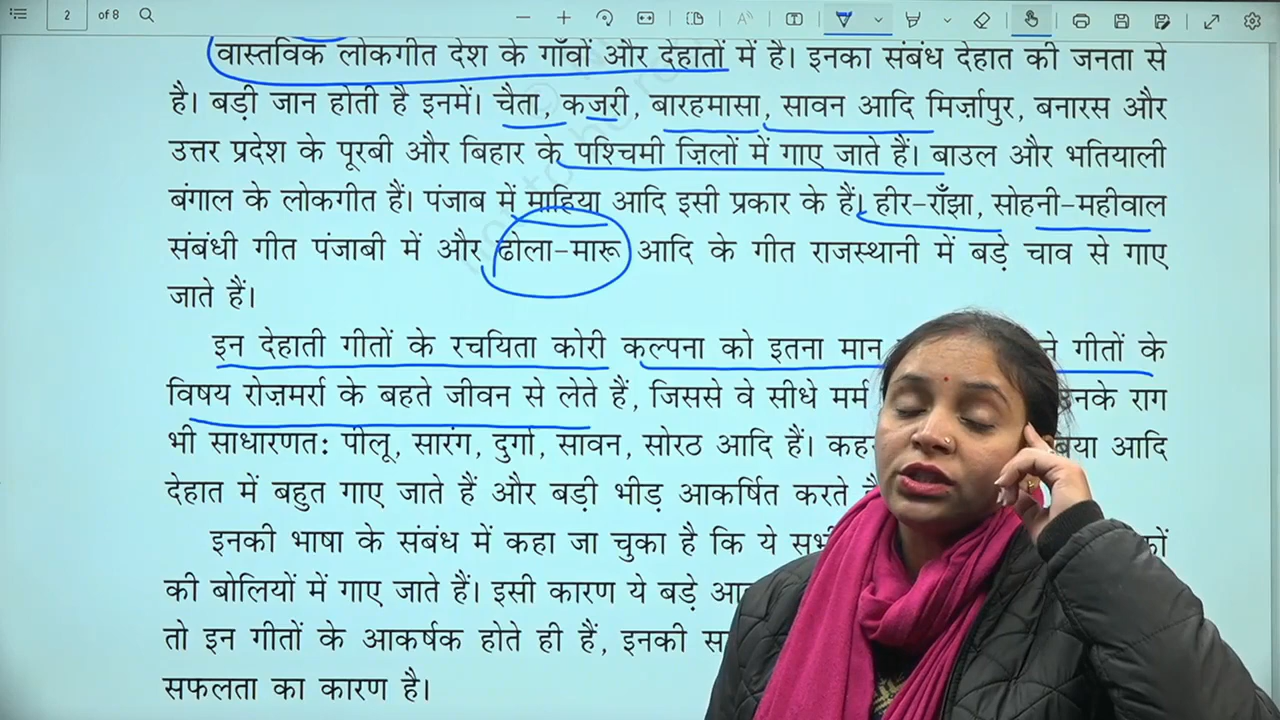 2 of 8
वास्तविक लोकगीत देश के गाँवों और देहातों में है। इनका संबंध देहात की जनता से
है। बड़ी जान होती है इनमें। चैता, कजरी, बारहमासा, सावन आदि मिर्ज़ापुर, बनारस और
उत्तर प्रदेश के पूरबी और बिहार के पश्चिमी ज़िलों में गाए जाते हैं। बाउल और भतियाली
बंगाल के लोकगीत हैं। पंजाब में माहिया आदि इसी प्रकार के हैं। हीर-राँझा, सोहनी-महीवाल
संबंधी गीत पंजाबी में और ढोला-मारू आदि के गीत राजस्थानी में बड़े चाव से गाए
जाते हैं।
इन देहाती गीतों के रचयिता कोरी कल्पना को इतना मान गीतों के
विषय रोज़मर्रा के बहते जीवन से लेते हैं, जिससे वे सीधे मर्म राग
भी साधारणत: पीलू, सारंग, दुर्गा, सावन, सोरठ आदि हैं। आदि
देहात में बहुत गाए जाते हैं और बड़ी भीड़ आकर्षित करते
इनकी भाषा के संबंध में कहा जा चुका है कि ये
की बोलियों में गाए जाते हैं। इसी कारण ये बड़े
तो इन गीतों के आकर्षक होते ही हैं, इनकी
सफलता का कारण है।